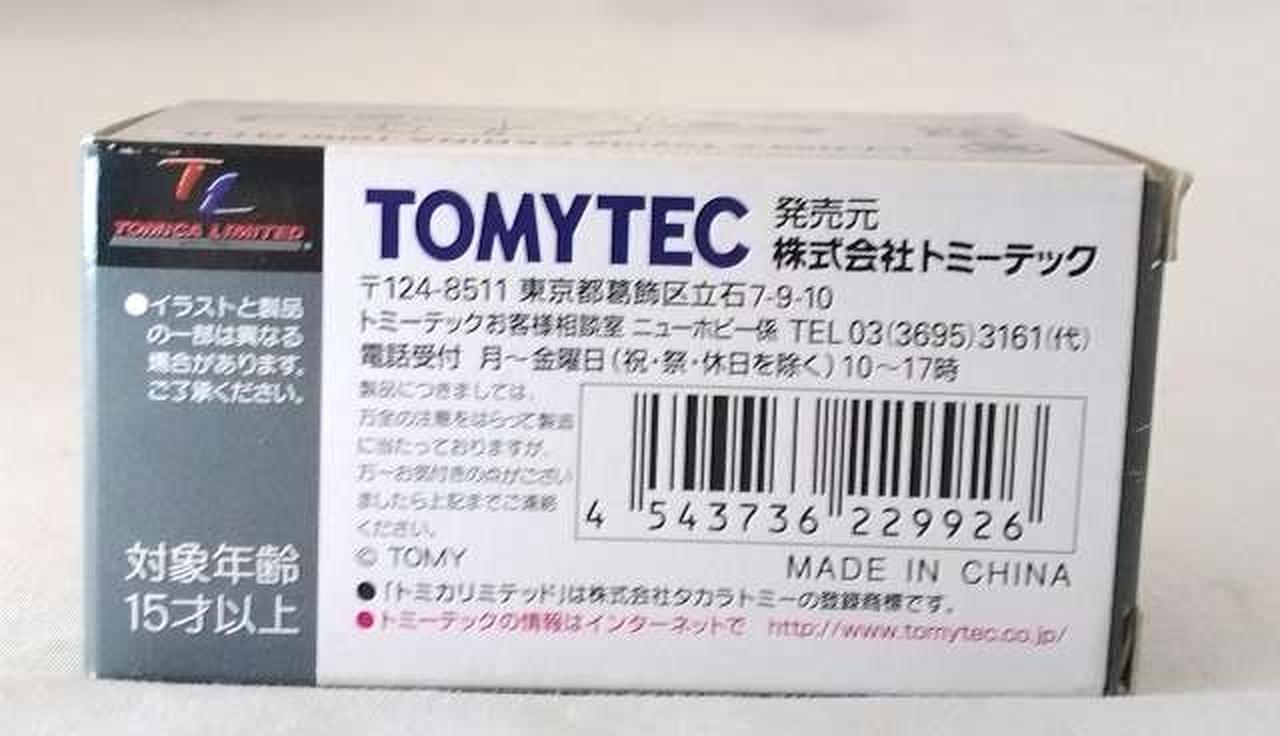 TL
TOMICA LIMITED
●イラストと製品
の一部は異なる
場合があります。
ご了承ください。
対象年齢
15才以上
TOMYTEC 発売元
株式会社トミーテック
〒124-8511 東京都葛飾区立石7-9-10
トミーテックお客様相談室 ニューホビー係 TEL 03(3695)3161(代)
電話受付 月〜金曜日(祝・祭・休日を除く)10〜17時
製品につきましては、
万全の注意をはらって製造
に当たっておりますが、
万一お気付きの点がござい
ましたら上記までご連絡
ください。
4 543736 229926
© TOMY
MADE IN CHINA
●「トミカリミテッド」は株式会社タカラトミーの登録商標です。
●トミーテックの情報はインターネットで http://www.tomytec.co.jp/